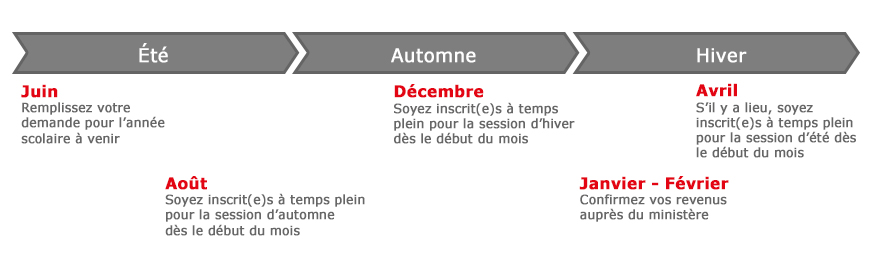 Été
Automne
Hiver
Juin
Remplissez votre
demande pour l’année
scolaire à venir
Août
Soyez inscrit(e)s à temps plein
pour la session d’automne
dès le début du mois
Décembre
Soyez inscrit(e)s à temps
plein pour la session d’hiver
dès le début du mois
Janvier - Février
Confirmez vos revenus
auprès du ministère
Avril
S’il y a lieu, soyez
inscrit(e)s à temps plein
pour la session d’été dès
le début du mois